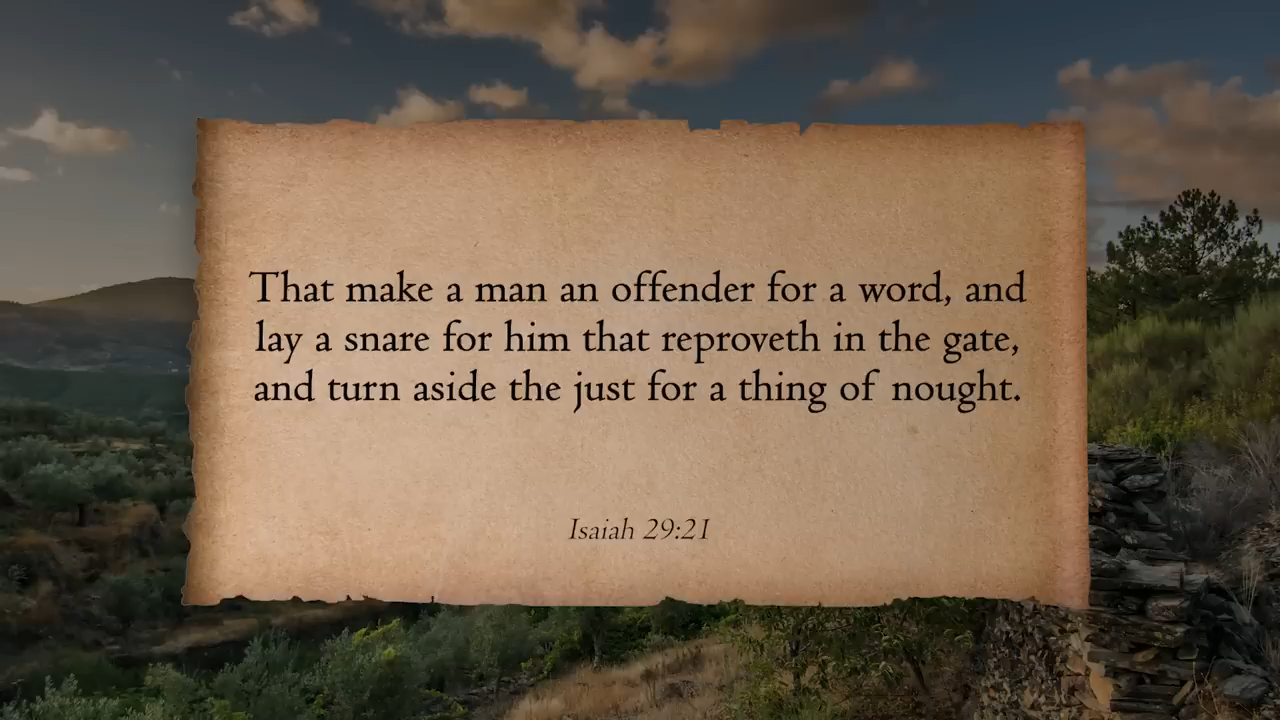 That make a man an offender for a word, and
lay a snare for him that reproveth in the gate,
and turn aside the just for a thing of nought.
Isaiah 29:21